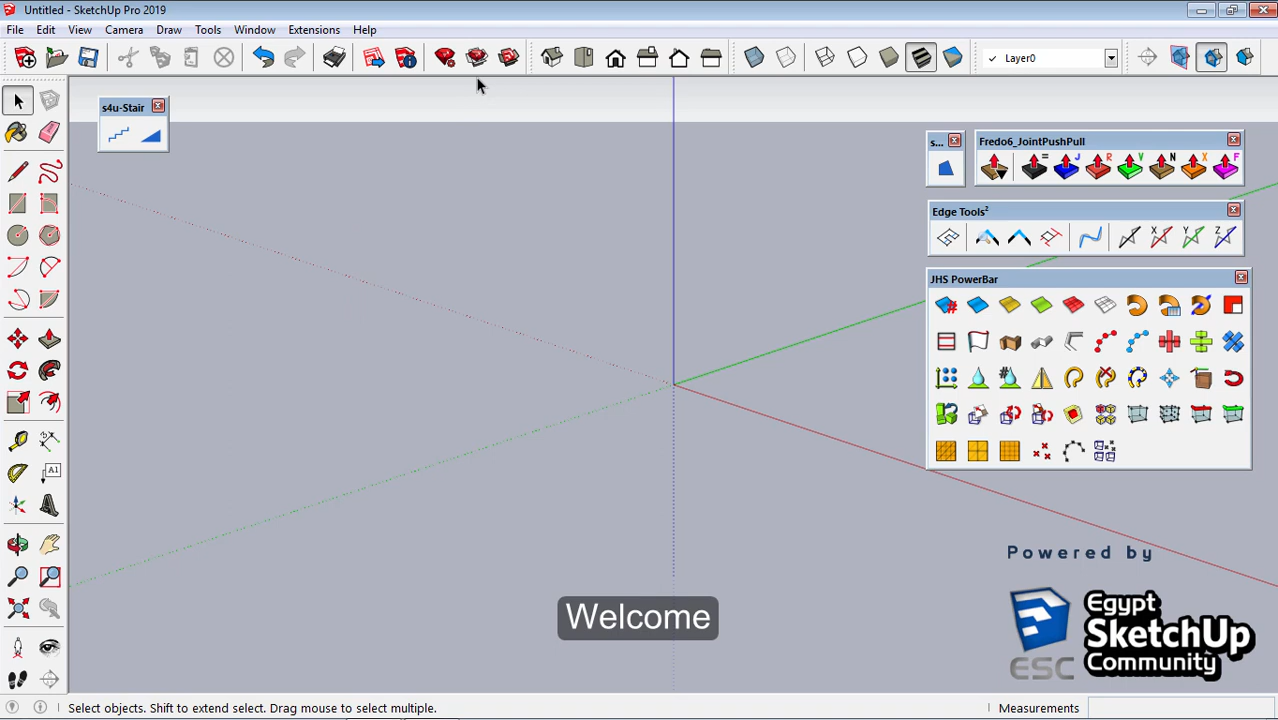 Untitled - SketchUp Pro 2019
File Edit View Camera Draw Tools Window Extensions Help
Layer0
s4u-Stair
s...
Fredo6_JointPushPull
= J R V N X F
Edge Tools²
X Y Z
JHS PowerBar
A1
Powered by
Egypt
SketchUp
Community
ESC
Welcome
Select objects. Shift to extend select. Drag mouse to select multiple.
Measurements